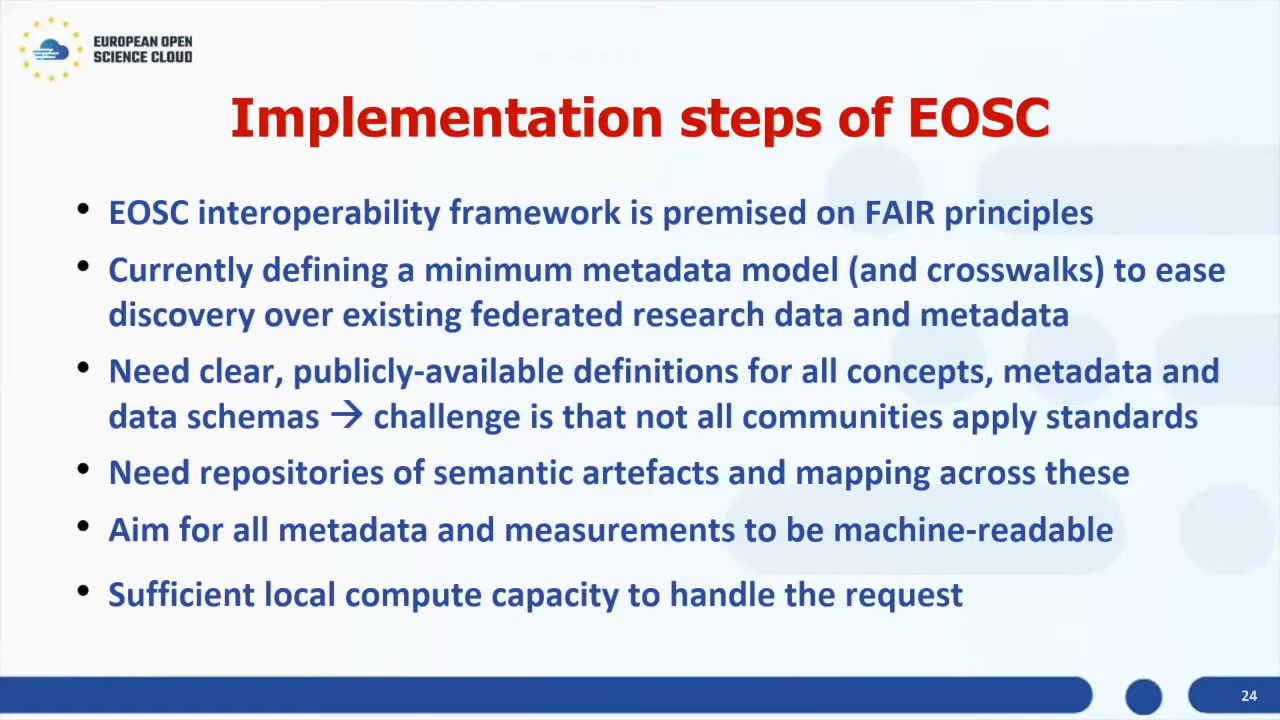 EUROPEAN OPEN
SCIENCE CLOUD
Implementation steps of EOSC
• EOSC interoperability framework is premised on FAIR principles
• Currently defining a minimum metadata model (and crosswalks) to ease
discovery over existing federated research data and metadata
• Need clear, publicly-available definitions for all concepts, metadata and
data schemas → challenge is that not all communities apply standards
• Need repositories of semantic artefacts and mapping across these
• Aim for all metadata and measurements to be machine-readable
• Sufficient local compute capacity to handle the request
24